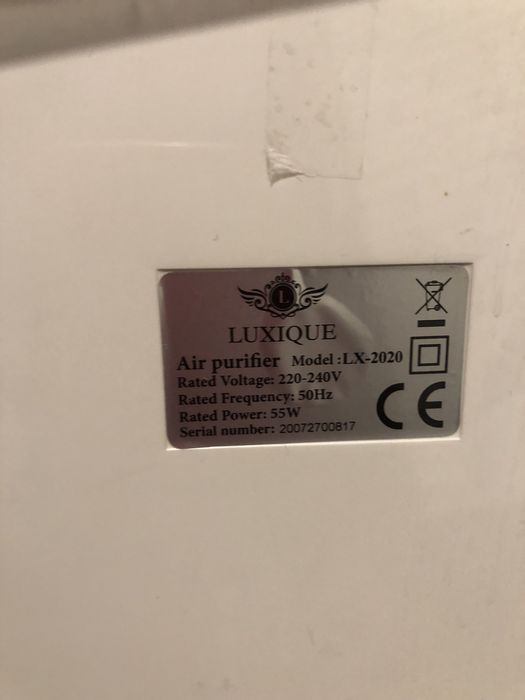 L
LUXIQUE
Air purifier Model :LX-2020
Rated Voltage: 220-240V
Rated Frequency: 50Hz
Rated Power: 55W
Serial number: 20072700817
CE